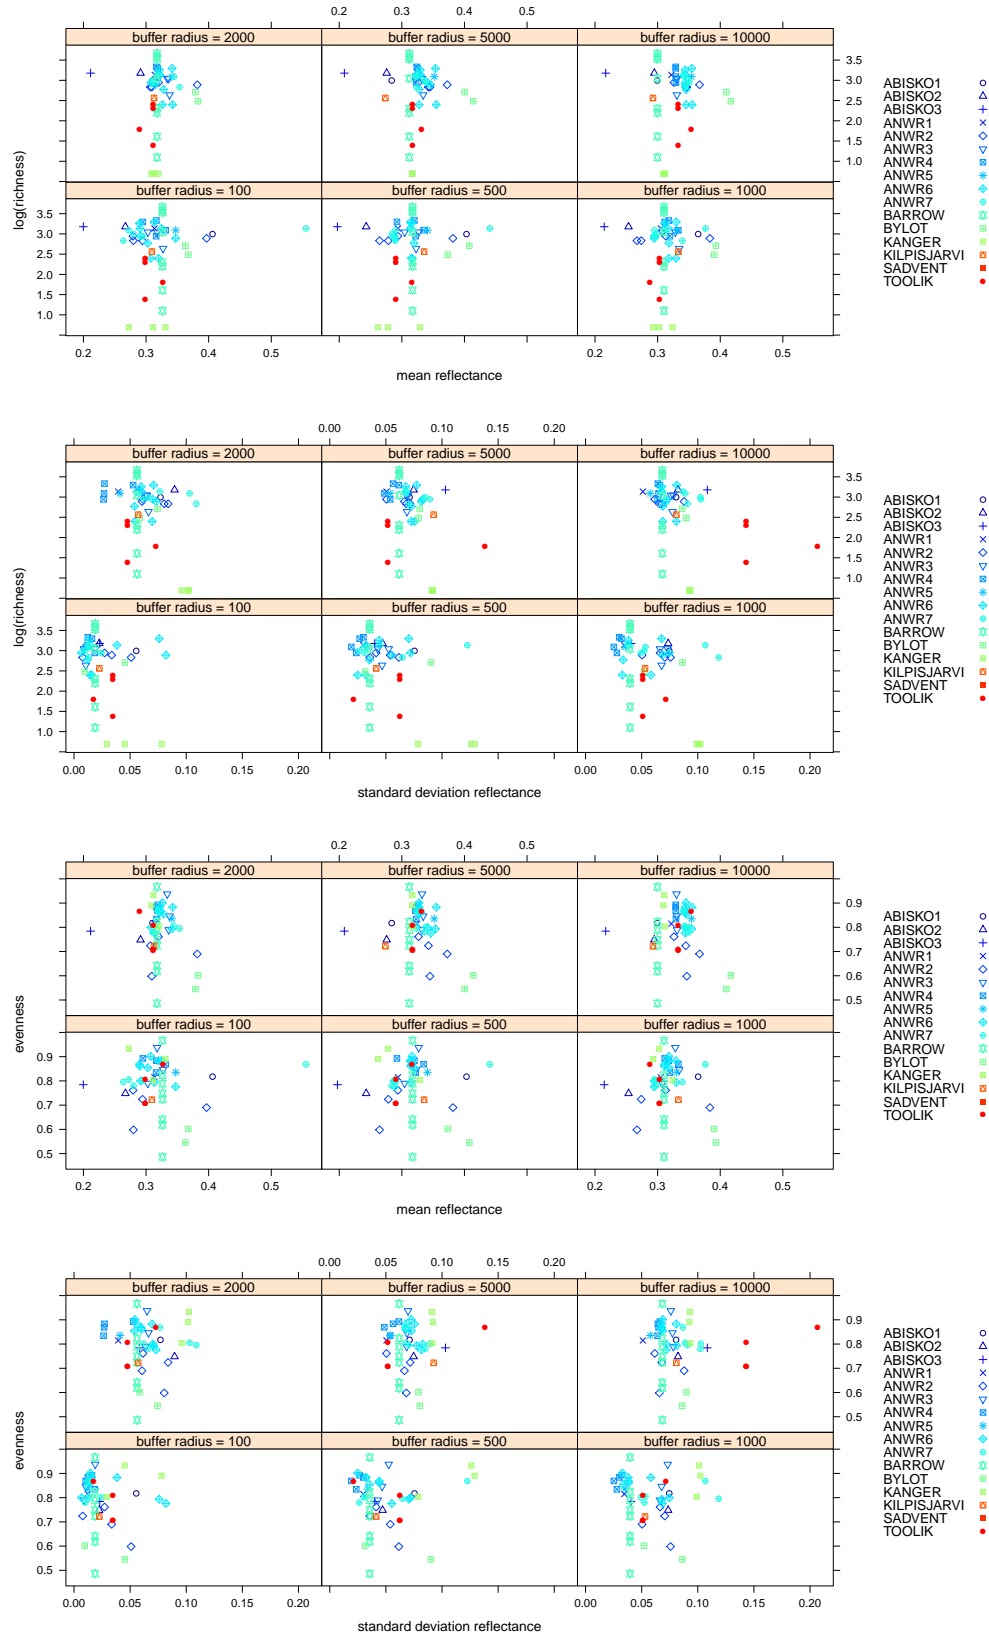 0.2 0.3 0.4 0.5
buffer radius = 2000 buffer radius = 5000 buffer radius = 10000
3.5
3.0
2.5
2.0
1.5
1.0
log(richness)
buffer radius = 100 buffer radius = 500 buffer radius = 1000
3.5
3.0
2.5
2.0
1.5
1.0
0.2 0.3 0.4 0.5 0.2 0.3 0.4 0.5
mean reflectance
ABISKO1
ABISKO2
ABISKO3
ANWR1
ANWR2
ANWR3
ANWR4
ANWR5
ANWR6
ANWR7
BARROW
BYLOT
KANGER
KILPISJARVI
SADVENT
TOOLIK
0.00 0.05 0.10 0.15 0.20
buffer radius = 2000 buffer radius = 5000 buffer radius = 10000
3.5
3.0
2.5
2.0
1.5
1.0
log(richness)
buffer radius = 100 buffer radius = 500 buffer radius = 1000
3.5
3.0
2.5
2.0
1.5
1.0
0.00 0.05 0.10 0.15 0.20 0.00 0.05 0.10 0.15 0.20
standard deviation reflectance
ABISKO1
ABISKO2
ABISKO3
ANWR1
ANWR2
ANWR3
ANWR4
ANWR5
ANWR6
ANWR7
BARROW
BYLOT
KANGER
KILPISJARVI
SADVENT
TOOLIK
0.2 0.3 0.4 0.5
buffer radius = 2000 buffer radius = 5000 buffer radius = 10000
0.9
0.8
0.7
0.6
0.5
evenness
buffer radius = 100 buffer radius = 500 buffer radius = 1000
0.9
0.8
0.7
0.6
0.5
0.2 0.3 0.4 0.5 0.2 0.3 0.4 0.5
mean reflectance
ABISKO1
ABISKO2
ABISKO3
ANWR1
ANWR2
ANWR3
ANWR4
ANWR5
ANWR6
ANWR7
BARROW
BYLOT
KANGER
KILPISJARVI
SADVENT
TOOLIK
0.00 0.05 0.10 0.15 0.20
buffer radius = 2000 buffer radius = 5000 buffer radius = 10000
0.9
0.8
0.7
0.6
0.5
evenness
buffer radius = 100 buffer radius = 500 buffer radius = 1000
0.9
0.8
0.7
0.6
0.5
0.00 0.05 0.10 0.15 0.20 0.00 0.05 0.10 0.15 0.20
standard deviation reflectance
ABISKO1
ABISKO2
ABISKO3
ANWR1
ANWR2
ANWR3
ANWR4
ANWR5
ANWR6
ANWR7
BARROW
BYLOT
KANGER
KILPISJARVI
SADVENT
TOOLIK